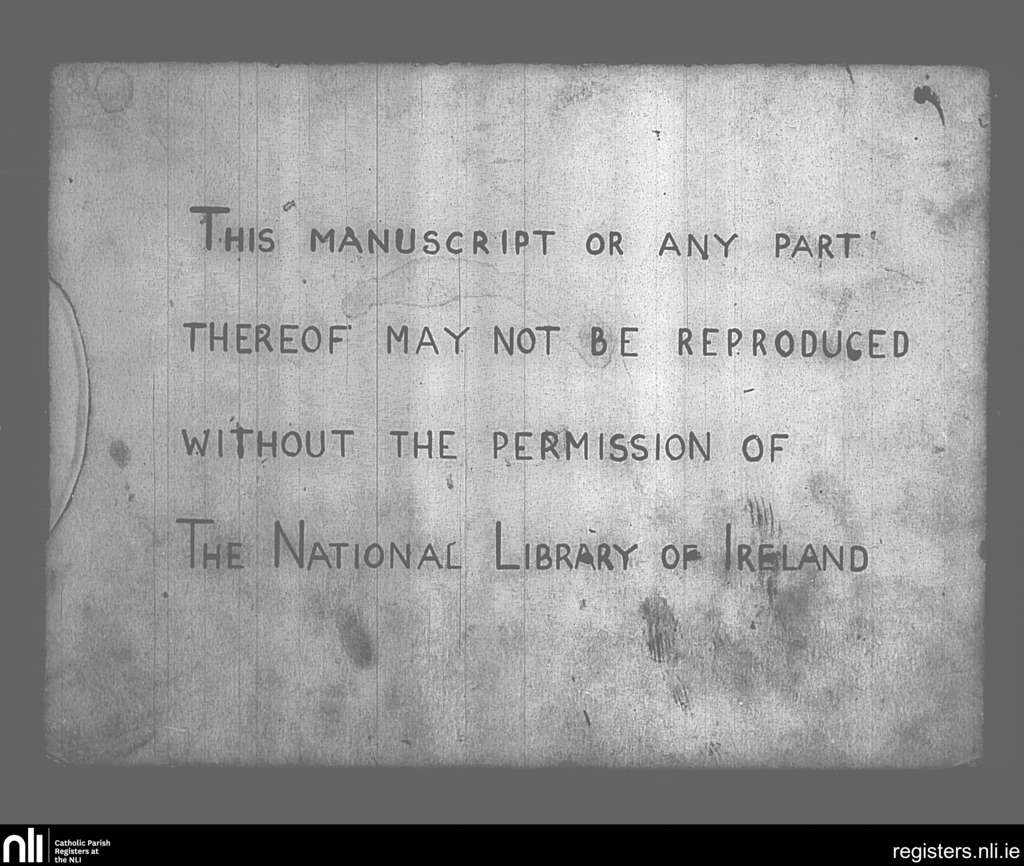 THIS MANUSCRIPT OR ANY PART
THEREOF MAY NOT BE REPRODUCED
WITHOUT THE PERMISSION OF
THE NATIONAL LIBRARY OF IRELAND
nli
Catholic Parish
Registers at
the NLI
registers.nli.ie